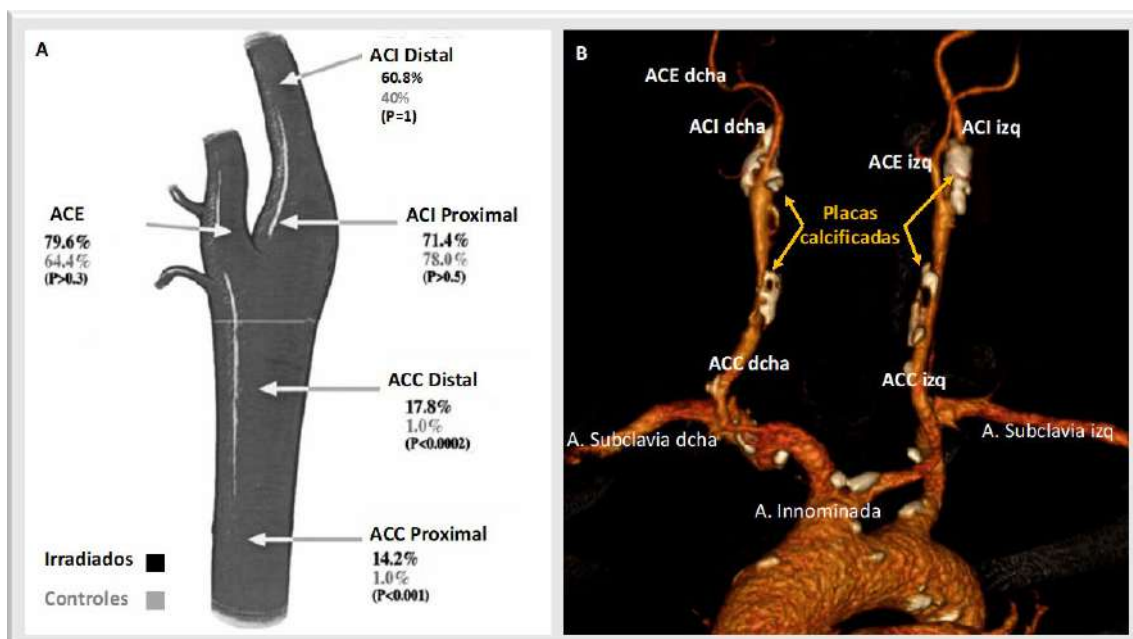 A
ACI Distal
60.8%
40%
(P=1)
ACE
79.6%
64.4%
(P>0.3)
ACI Proximal
71.4%
78.0%
(P>0.5)
ACC Distal
17.8%
1.0%
(P<0.0002)
ACC Proximal
14.2%
1.0%
(P<0.001)
Irradiados
Controles
B
ACE dcha
ACI dcha
ACI izq
ACE izq
Placas
calcificadas
ACC dcha
ACC izq
A. Subclavia dcha
A. Subclavia izq
A. Innominada